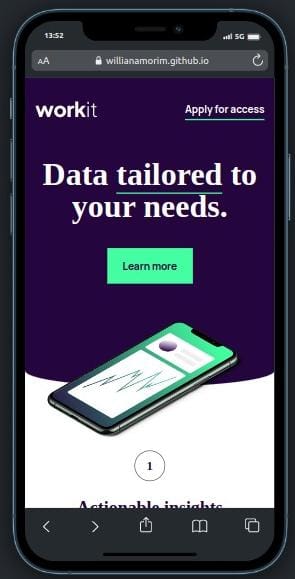 13:52
5G
AA
willianamorim.github.io
workit
Apply for access
Data tailored to
your needs.
Learn more
1
Actionable insights